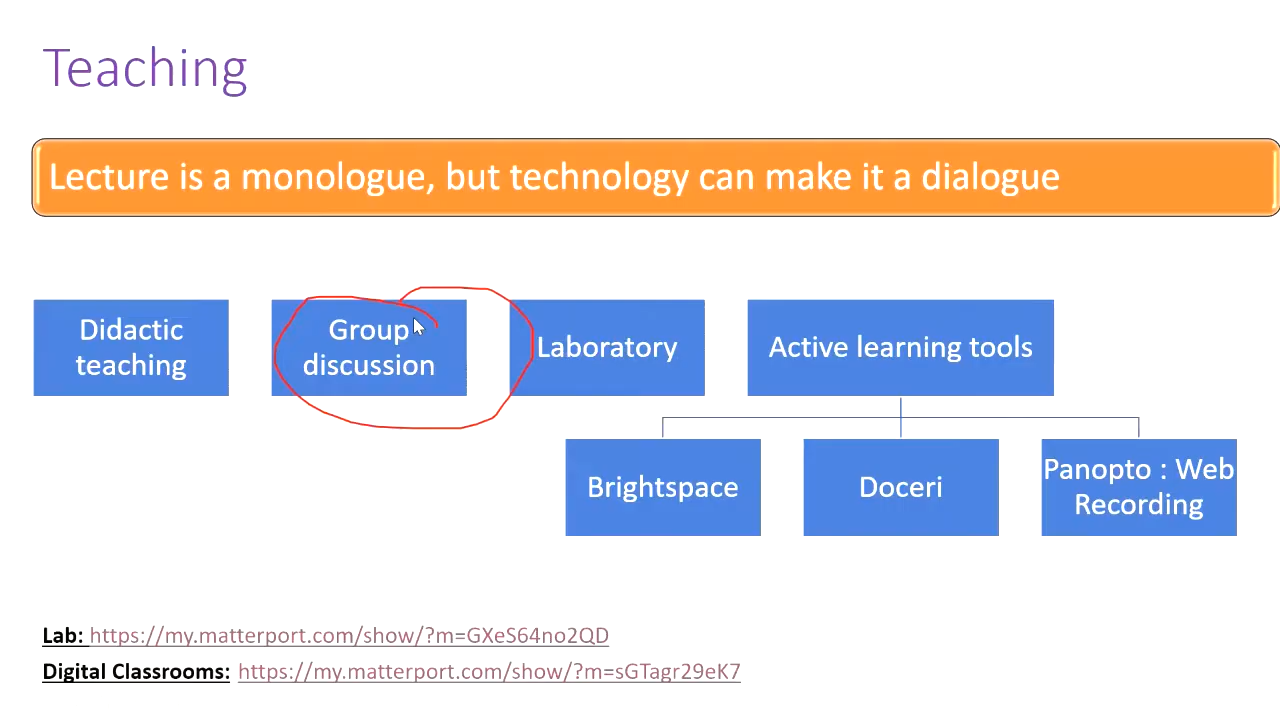 Teaching
Lecture is a monologue, but technology can make it a dialogue
Didactic
teaching
Group
discussion
Laboratory
Active learning tools
Brightspace
Doceri
Panopto : Web
Recording
Lab: https://my.matterport.com/show/?m=GXeS64no2QD
Digital Classrooms: https://my.matterport.com/show/?m=sGTagr29eK7